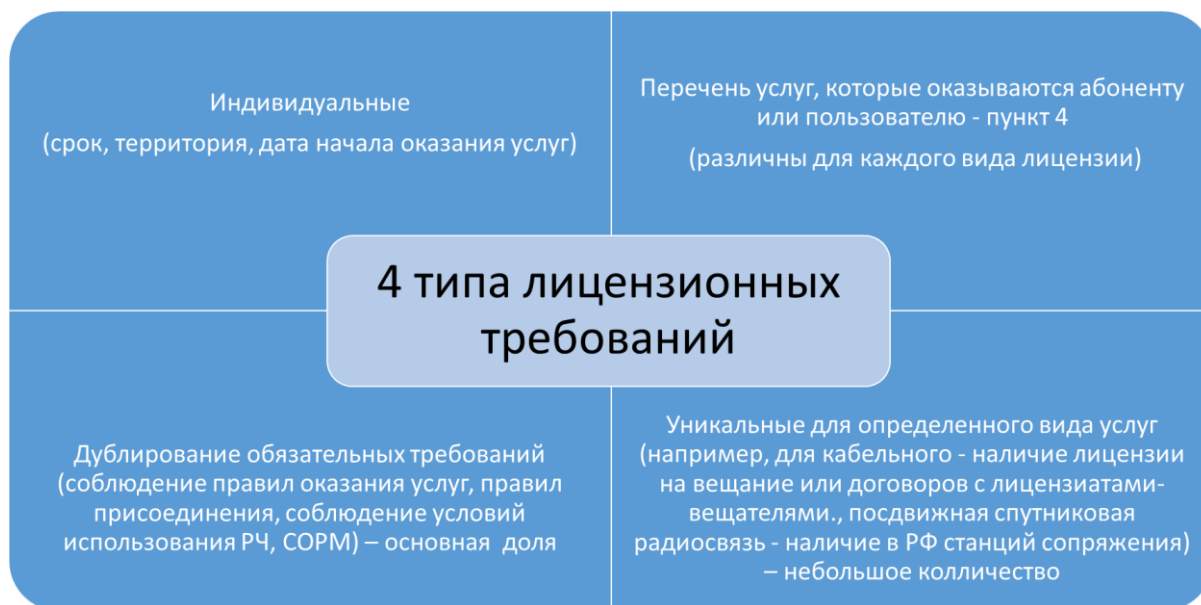 Индивидуальные
(срок, территория, дата начала оказания услуг)
Перечень услуг, которые оказываются абоненту
или пользователю - пункт 4
(различны для каждого вида лицензии)
4 типа лицензионных
требований
Дублирование обязательных требований
(соблюдение правил оказания услуг, правил
присоединения, соблюдение условий
использования РЧ, СОРМ) – основная  доля
Уникальные для определенного вида услуг
(например, для кабельного - наличие лицензии
на вещание или договоров с лицензиатами-
вещателями., посдвижная спутниковая
радиосвязь - наличие в РФ станций сопряжения)
– небольшое колличество